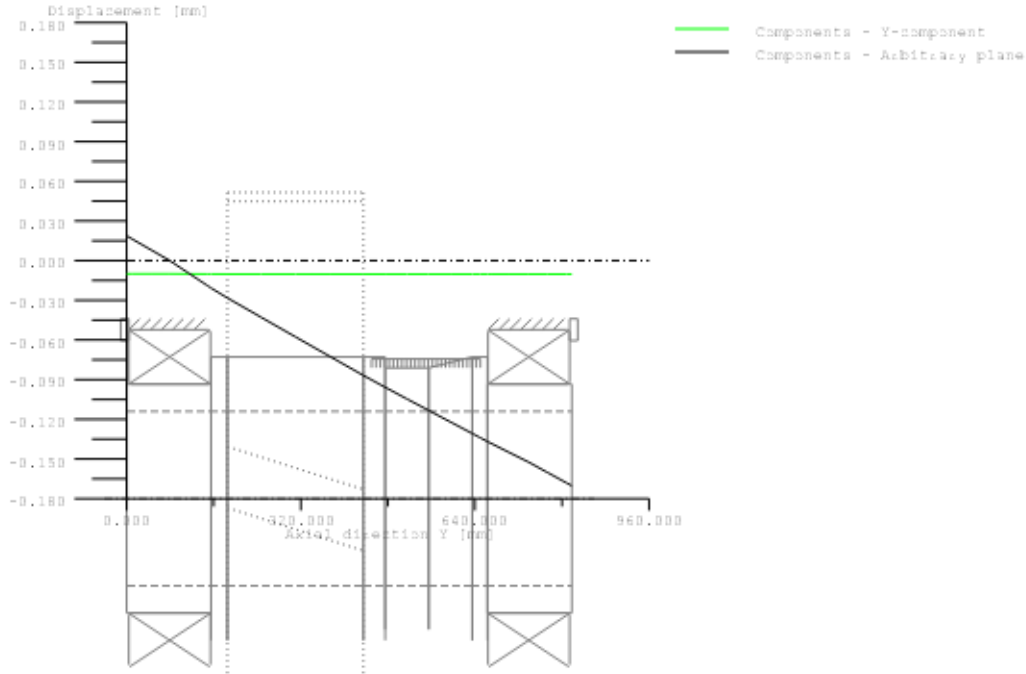 Displacement [mm]
0.180
0.150
0.120
0.090
0.060
0.030
0.000
-0.030
-0.060
-0.090
-0.120
-0.150
-0.180
0.000 320.000 640.000 960.000
Axial direction Y [mm]
Components - Y-component
Components - Arbitrary plane